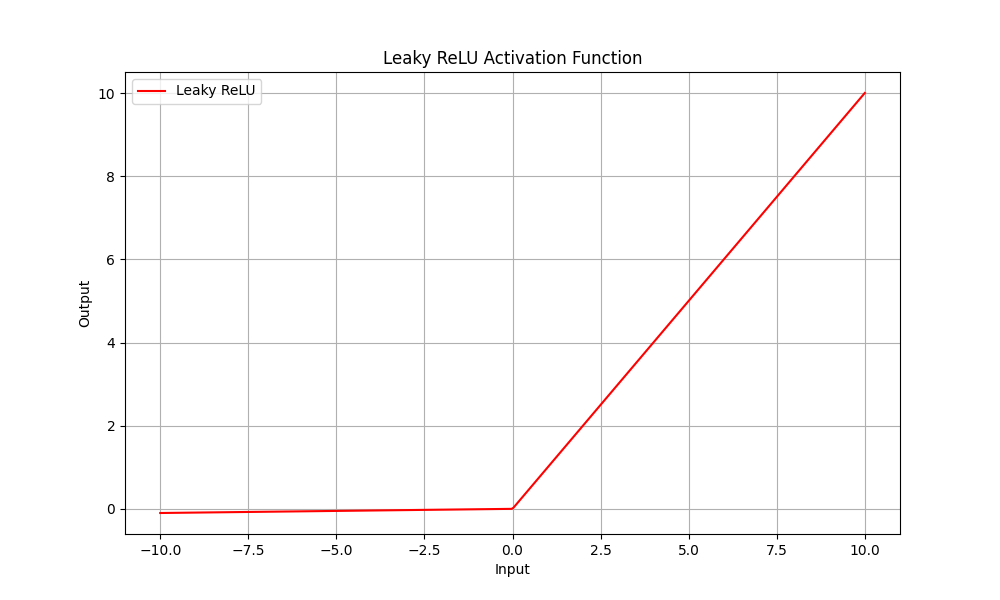 Leaky ReLU Activation Function
Leaky ReLU
10
8
6
4
2
0
Output
−10.0 −7.5 −5.0 −2.5 0.0 2.5 5.0 7.5 10.0
Input